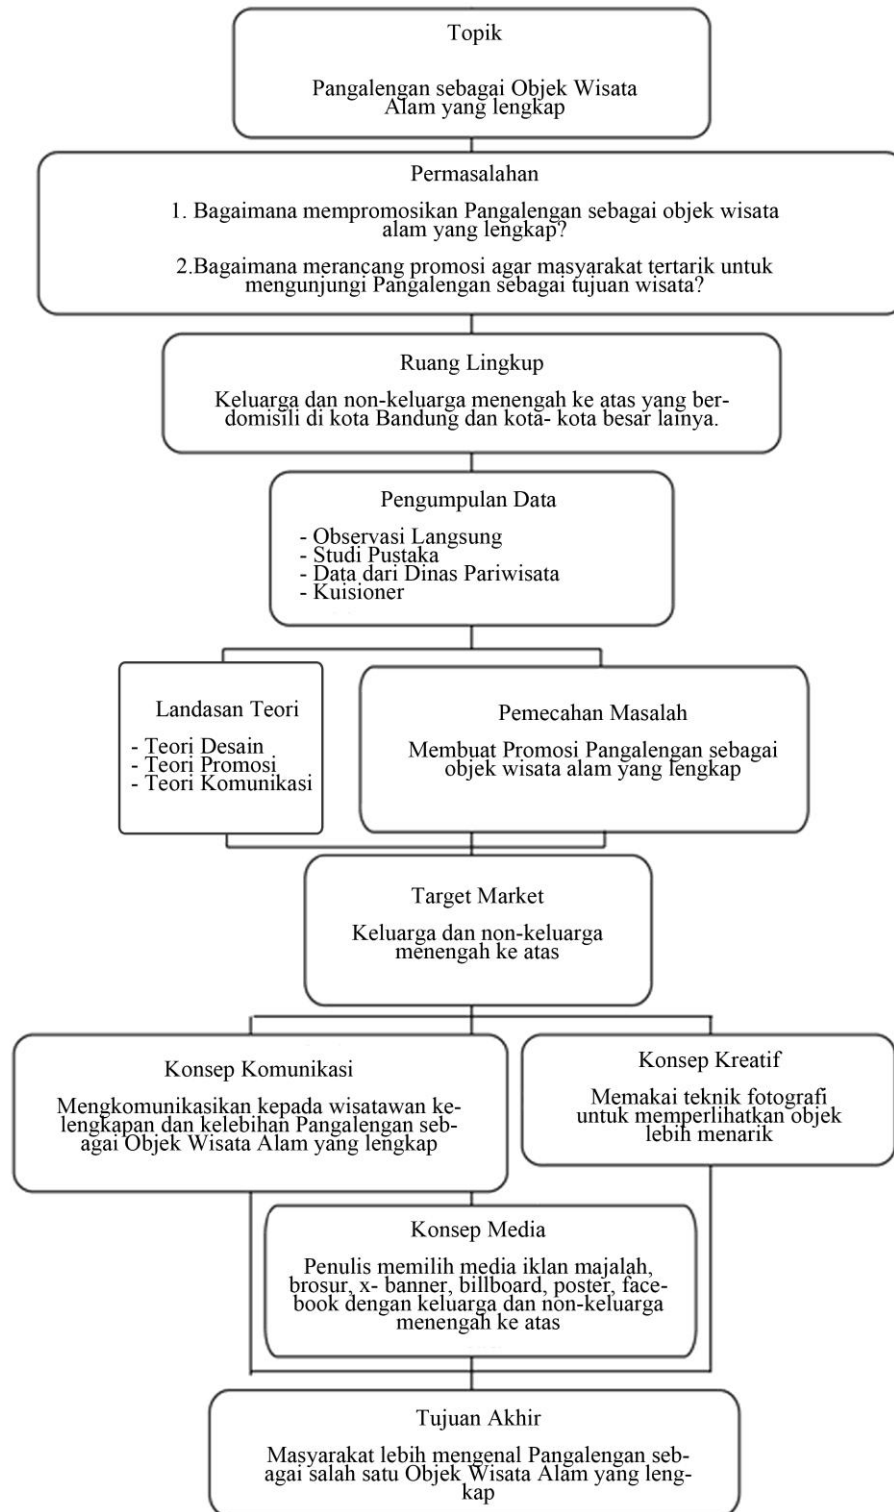 Topik
Pangalengan sebagai Objek Wisata
Alam yang lengkap
Permasalahan
1. Bagaimana mempromosikan Pangalengan sebagai objek wisata
alam yang lengkap?
2.Bagaimana merancang promosi agar masyarakat tertarik untuk
mengunjungi Pangalengan sebagai tujuan wisata?
Ruang Lingkup
Keluarga dan non-keluarga menengah ke atas yang ber-
domisili di kota Bandung dan kota- kota besar lainya.
Pengumpulan Data
- Observasi Langsung
- Studi Pustaka
- Data dari Dinas Pariwisata
- Kuisioner
Landasan Teori
- Teori Desain
- Teori Promosi
- Teori Komunikasi
Pemecahan Masalah
Membuat Promosi Pangalengan sebagai
objek wisata alam yang lengkap
Target Market
Keluarga dan non-keluarga
menengah ke atas
Konsep Komunikasi
Mengkomunikasikan kepada wisatawan ke-
lengkapan dan kelebihan Pangalengan seb-
agai Objek Wisata Alam yang lengkap
Konsep Kreatif
Memakai teknik fotografi
untuk memperlihatkan objek
lebih menarik
Konsep Media
Penulis memilih media iklan majalah,
brosur, x- banner, billboard, poster, face-
book dengan keluarga dan non-keluarga
menengah ke atas
Tujuan Akhir
Masyarakat lebih mengenal Pangalengan seb-
agai salah satu Objek Wisata Alam yang leng-
kap